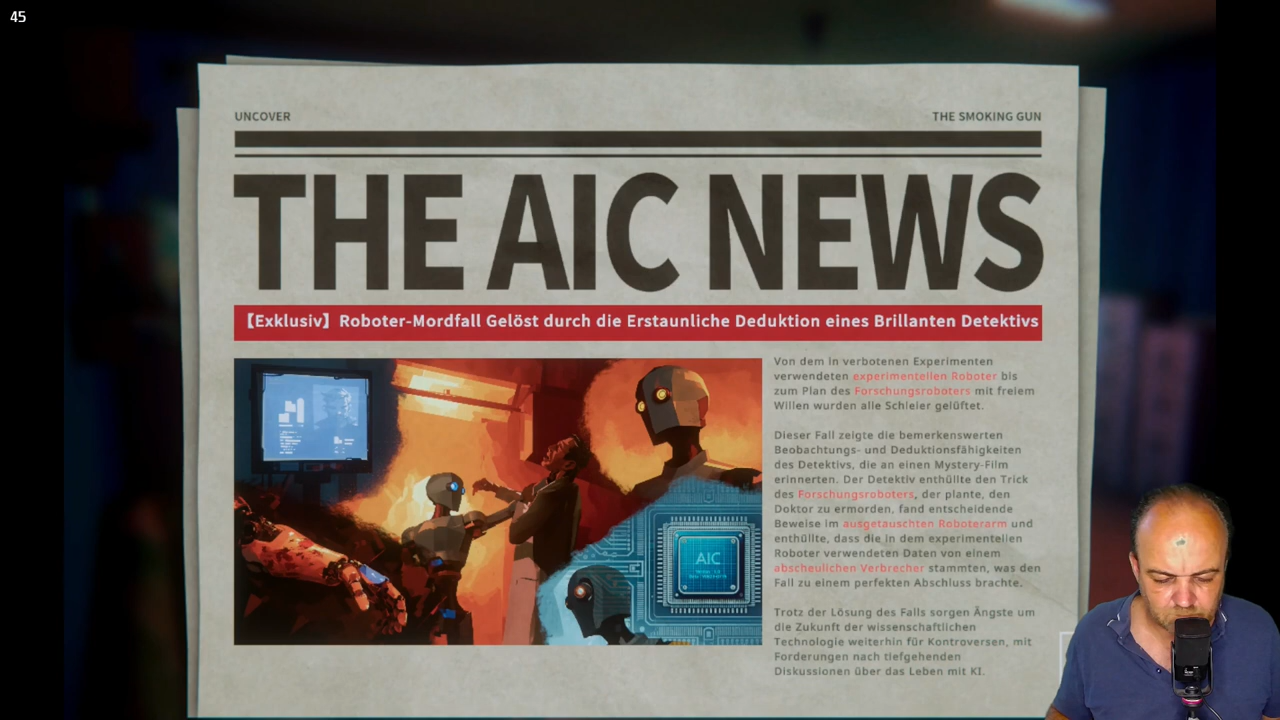 45
UNCOVER
THE SMOKING GUN
THE AIC NEWS
【Exklusiv】Roboter-Mordfall Gelöst durch die Erstaunliche Deduktion eines Brillanten Detektivs
Von dem in verbotenen Experimenten
verwendeten experimentellen Roboter bis
zum Plan des Forschungsroboters mit freiem
Willen wurden alle Schleier gelüftet.
Dieser Fall zeigte die bemerkenswerten
Beobachtungs- und Deduktionsfähigkeiten
des Detektivs, die an einen Mystery-Film
erinnerten. Der Detektiv enthüllte den Trick
des Forschungsroboters, der plante, den
Doktor zu ermorden, fand entscheidende
Beweise im ausgetauschten Roboterarm und
enthüllte, dass die in dem experimentellen
Roboter verwendeten Daten von einem
abscheulichen Verbrecher stammten, was den
Fall zu einem perfekten Abschluss brachte.
Trotz der Lösung des Falls sorgen Ängste um
die Zukunft der wissenschaftlichen
Technologie weiterhin für Kontroversen, mit
Forderungen nach tiefgehenden
Diskussionen über das Leben mit KI.
AIC